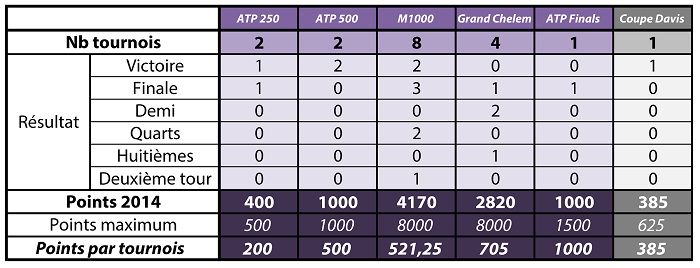 ATP 250 ATP 500 M1000 Grand Chelem ATP Finals Coupe Davis
Nb tournois 2 2 8 4 1 1
Résultat
Victoire 1 2 2 0 0 1
Finale 1 0 3 1 1 0
Demi 0 0 0 2 0 0
Quarts 0 0 2 0 0 0
Huitièmes 0 0 0 1 0 0
Deuxième tour 0 0 1 0 0 0
Points 2014 400 1000 4170 2820 1000 385
Points maximum 500 1000 8000 8000 1500 625
Points par tournois 200 500 521,25 705 1000 385